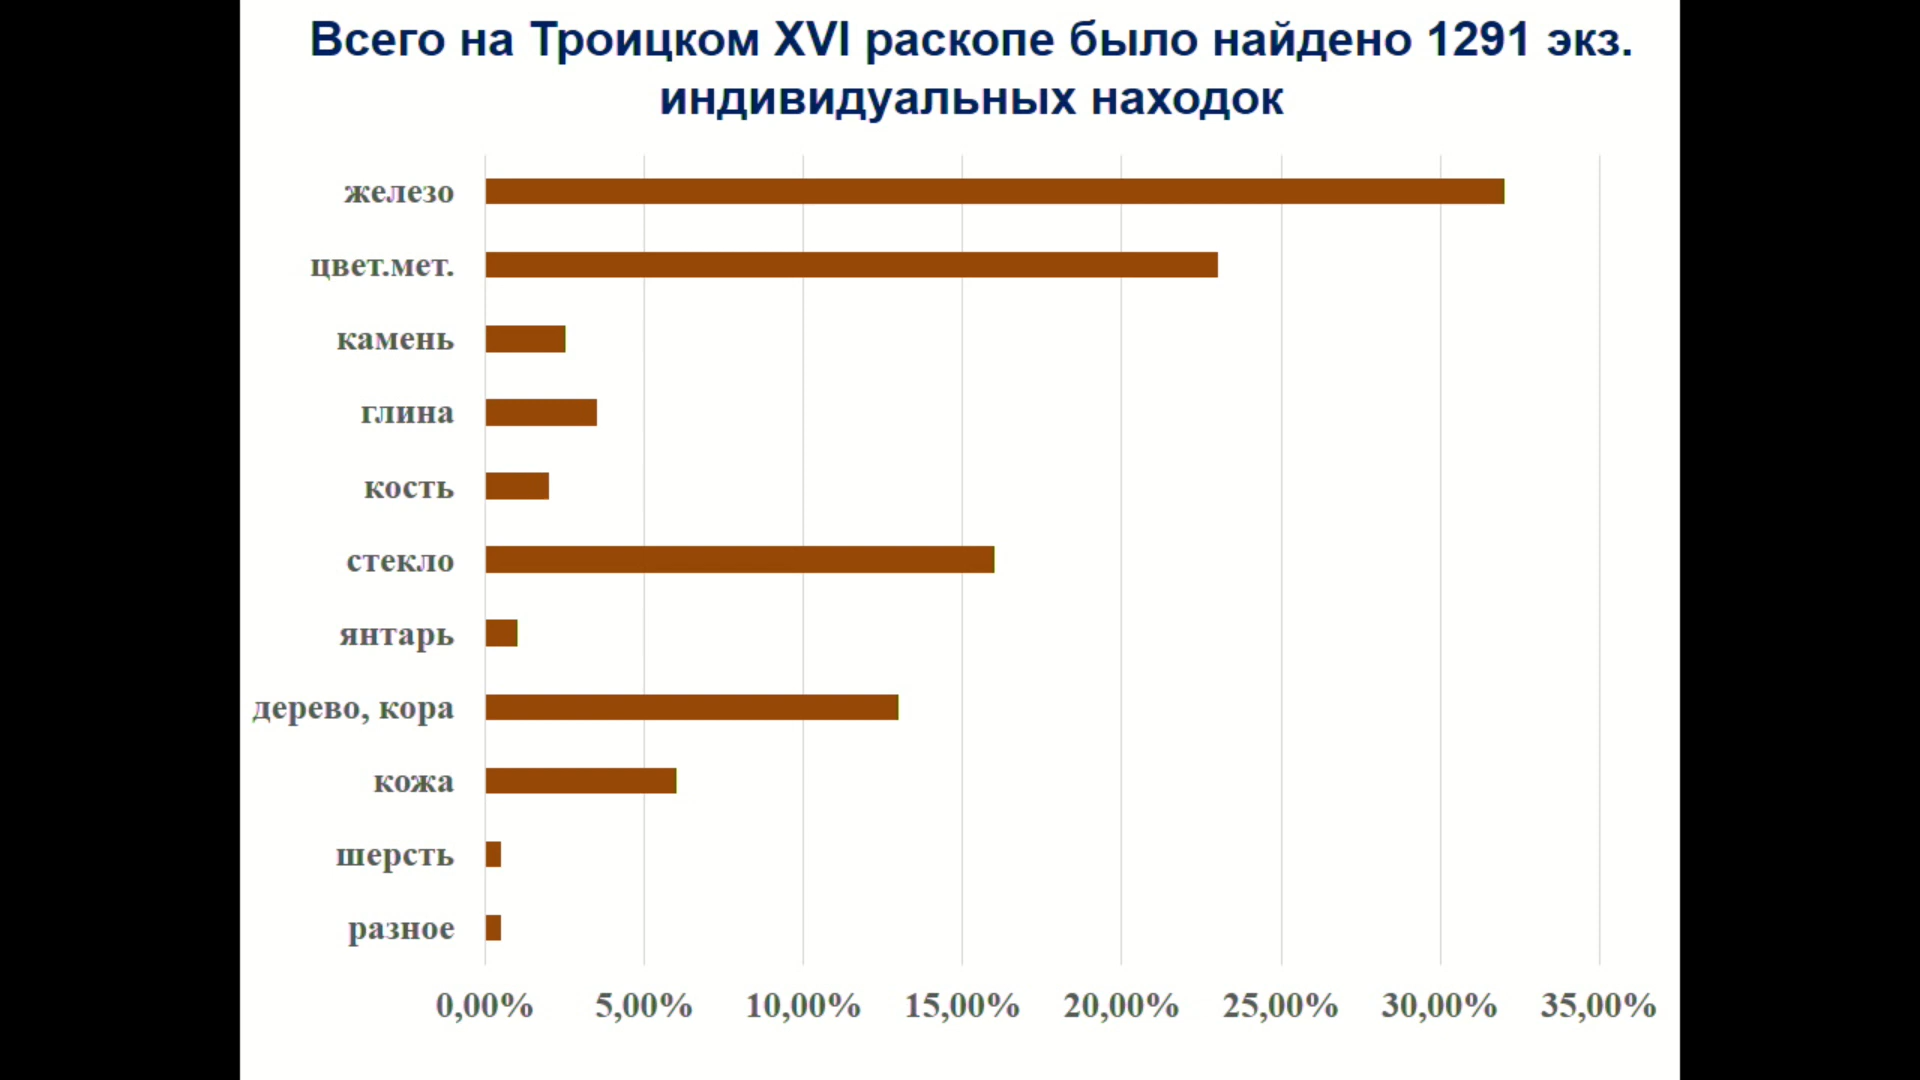 Всего на Троицком XVI раскопе было найдено 1291 экз.
индивидуальных находок
железо
цвет.мет.
камень
глина
кость
стекло
янтарь
дерево, кора
кожа
шерсть
разное
0,00% 5,00% 10,00% 15,00% 20,00% 25,00% 30,00% 35,00%